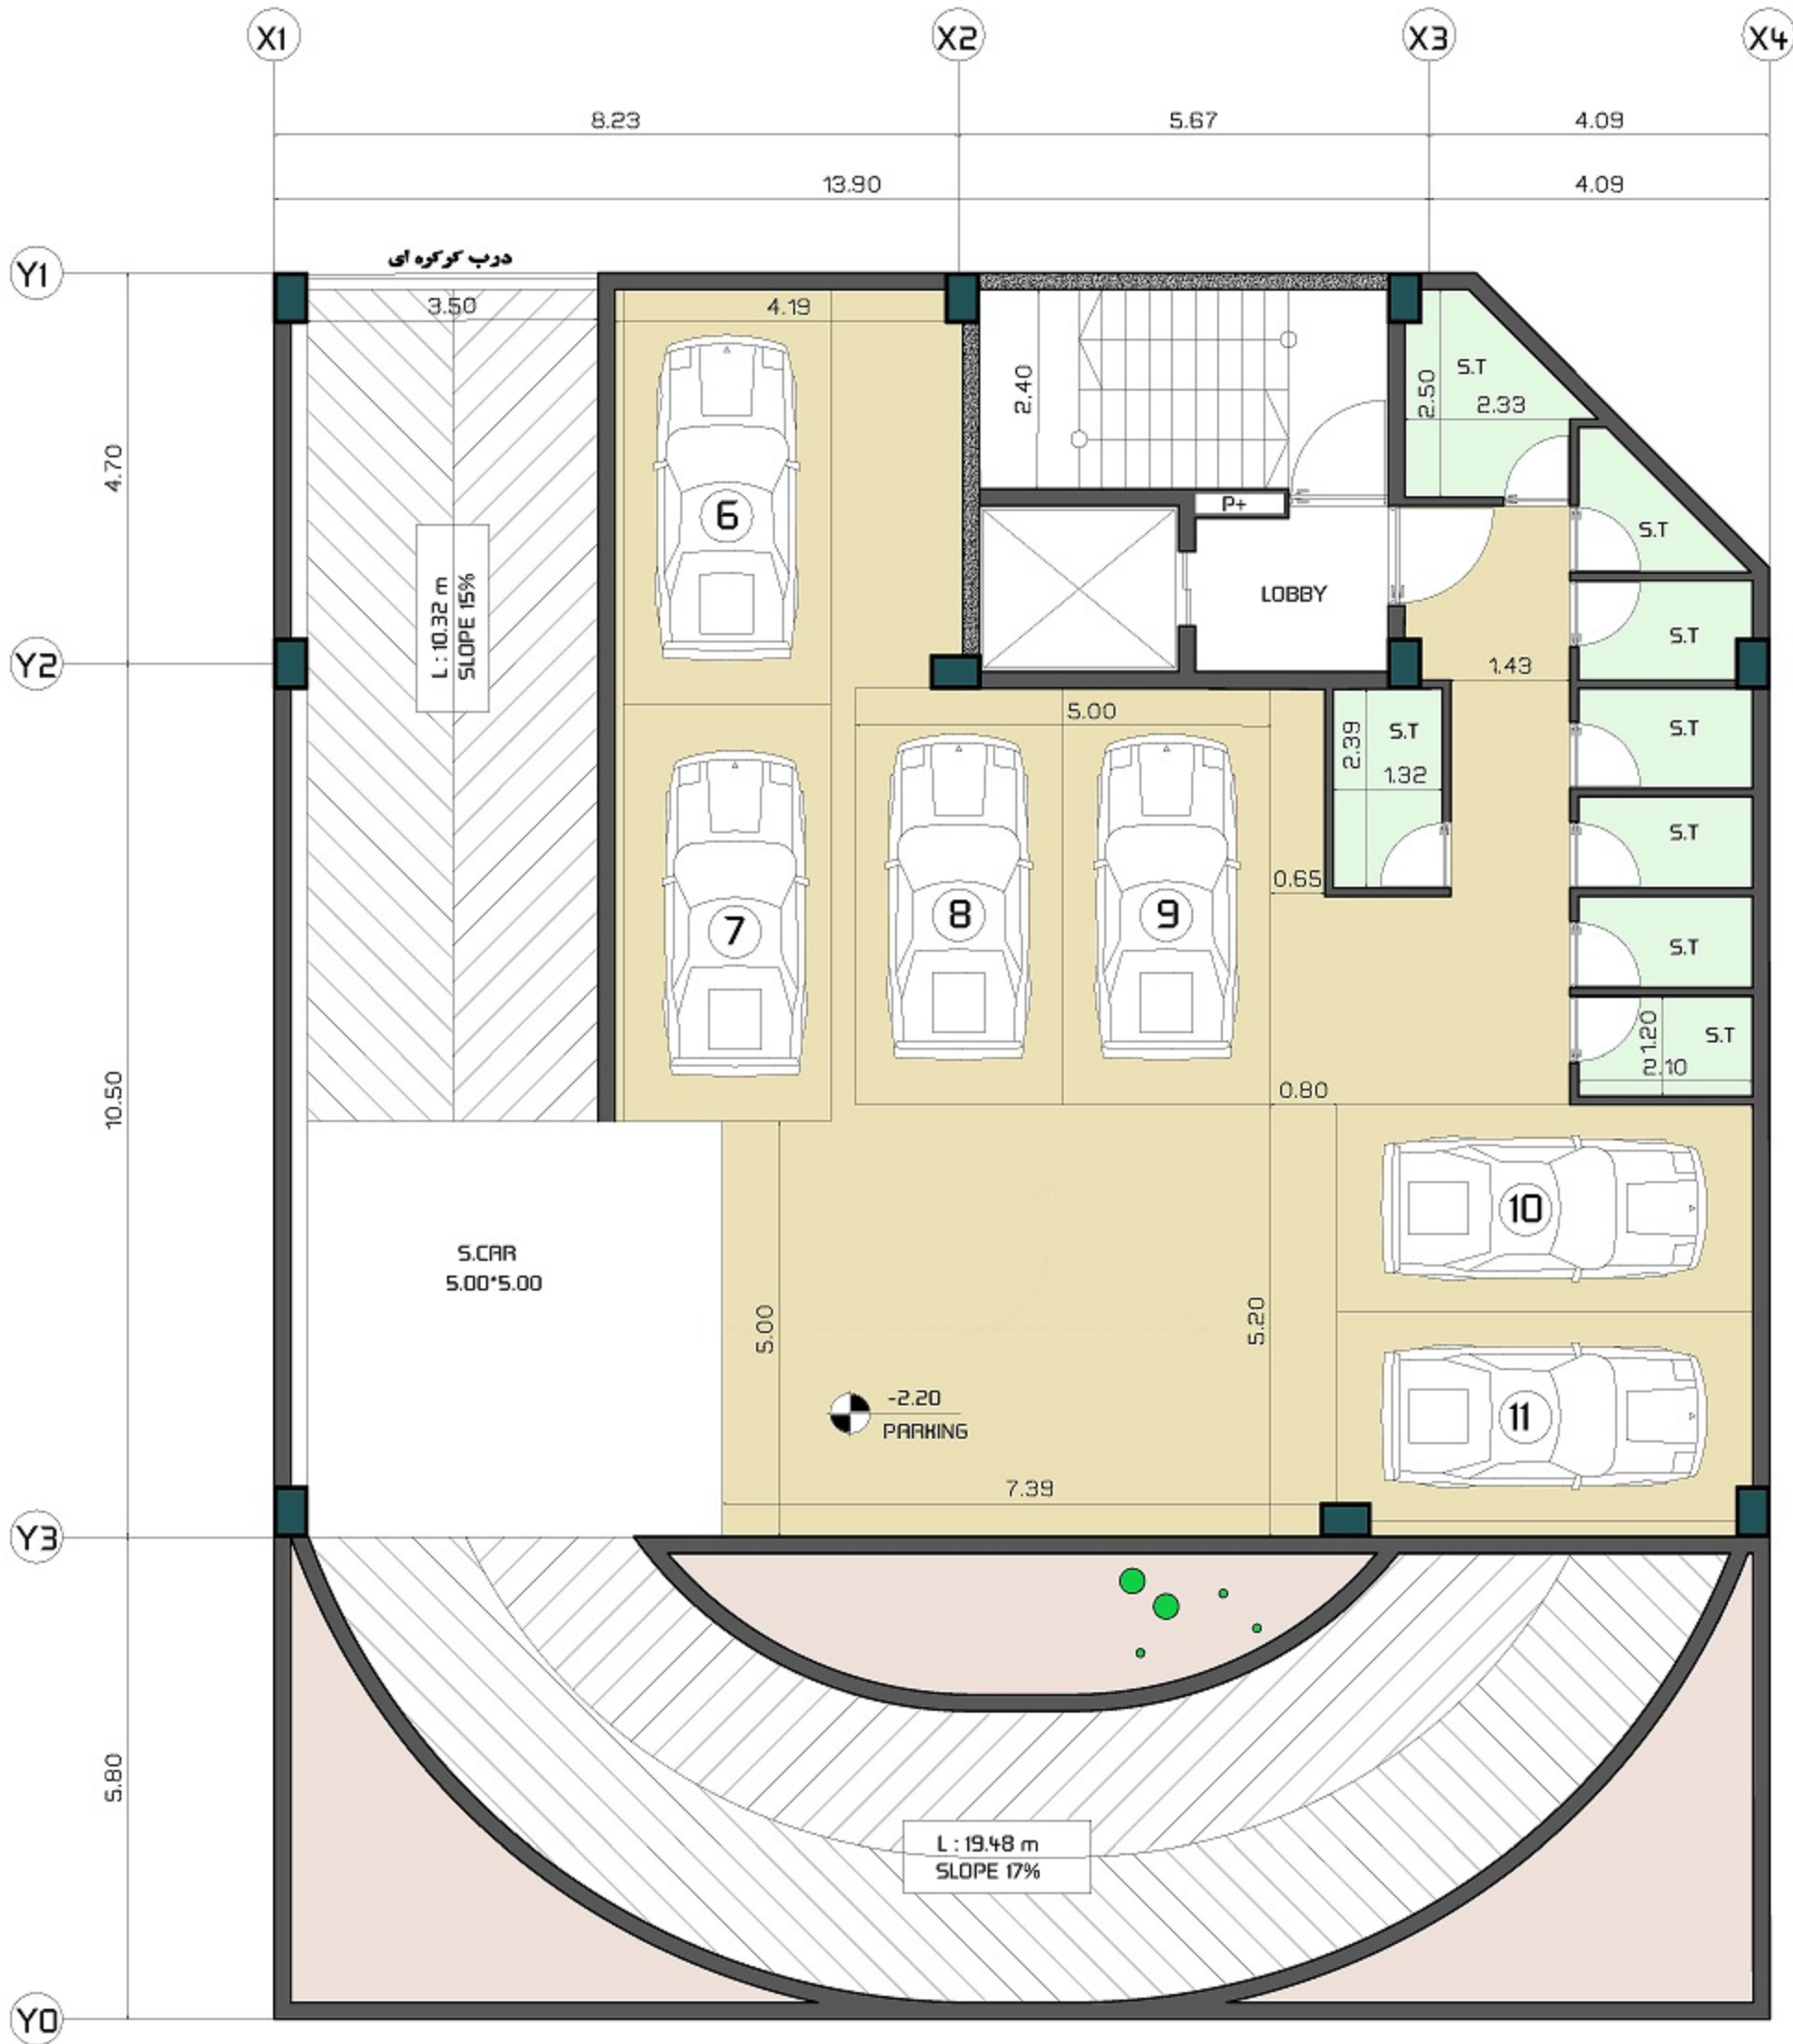 X1
X2
X3
X4
8.23
5.67
4.09
13.90
4.09
Y1
درب کرکره ای
3.50
4.19
2.40
2.50
S.T
2.33
4.70
6
P+
S.T
L : 10.32 m
SLOPE 15%
LOBBY
S.T
Y2
1.43
5.00
2.39
S.T
1.32
S.T
S.T
0.65
7
8
9
S.T
1.20
S.T
2.10
0.80
10.50
10
S.CAR
5.00*5.00
5.00
5.20
-2.20
PARKING
11
7.39
Y3
5.80
L : 19.48 m
SLOPE 17%
Y0